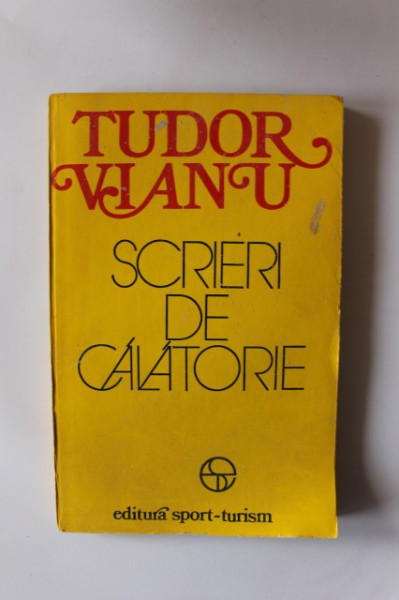 TUDOR
VIANU
SCRIERI
DE
CĂLĂTORIE
editura sport-turism